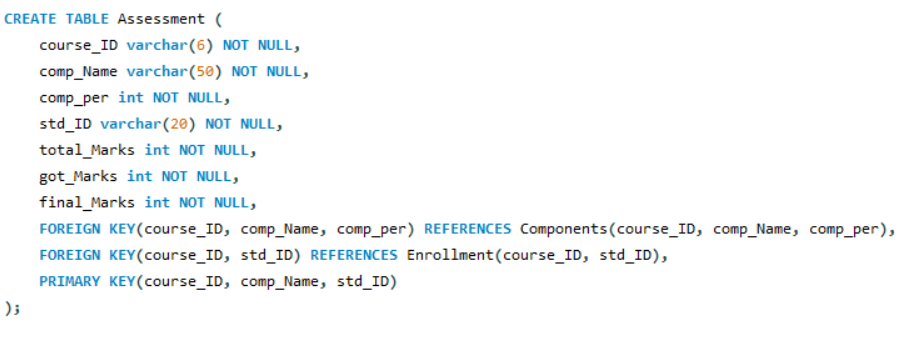 CREATE TABLE Assessment (
course_ID varchar(6) NOT NULL,
comp_Name varchar(50) NOT NULL,
comp_per int NOT NULL,
std_ID varchar(20) NOT NULL,
total_Marks int NOT NULL,
got_Marks int NOT NULL,
final_Marks int NOT NULL,
FOREIGN KEY(course_ID, comp_Name, comp_per) REFERENCES Components(course_ID, comp_Name, comp_per),
FOREIGN KEY(course_ID, std_ID) REFERENCES Enrollment(course_ID, std_ID),
PRIMARY KEY(course_ID, comp_Name, std_ID)
);